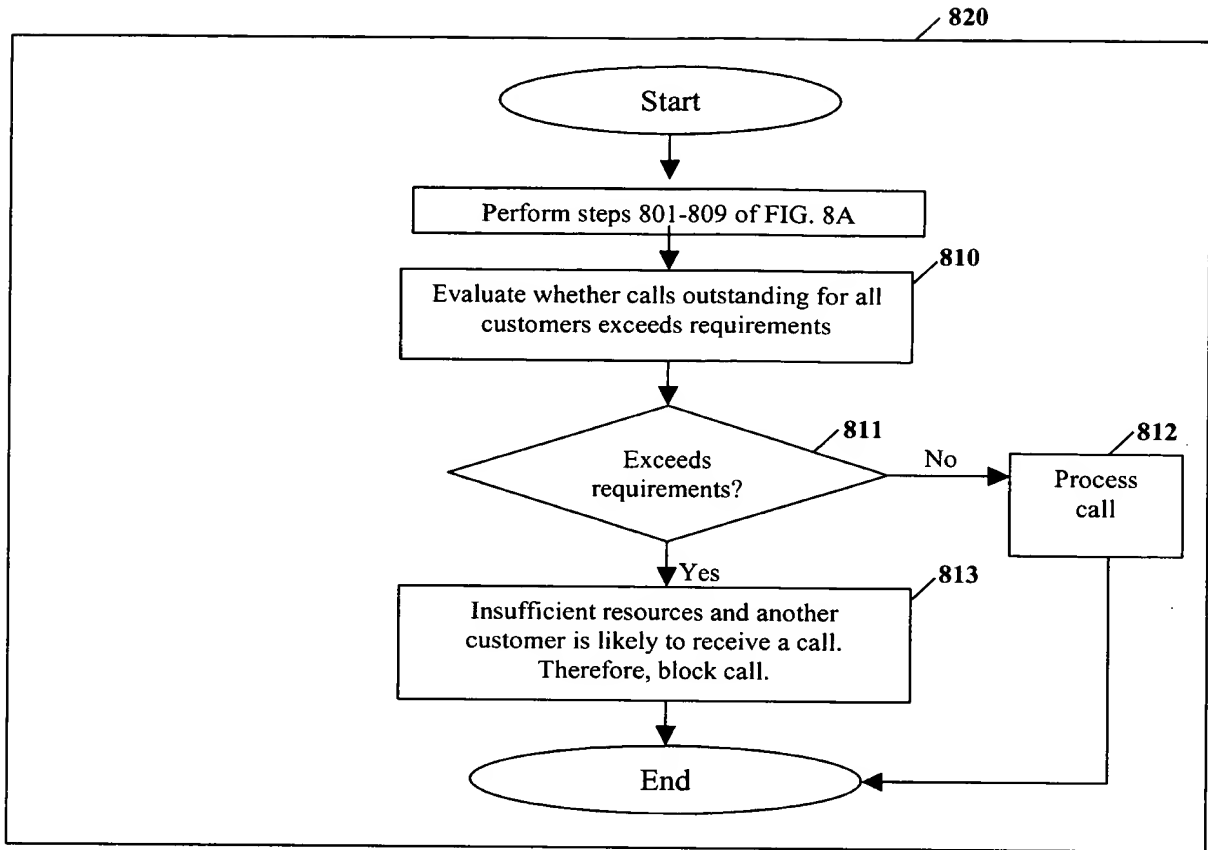 820
Start
Perform steps 801-809 of FIG. 8A
810
Evaluate whether calls outstanding for all
customers exceeds requirements
811
Exceeds
requirements?
No
812
Process
call
Yes
813
Insufficient resources and another
customer is likely to receive a call.
Therefore, block call.
End